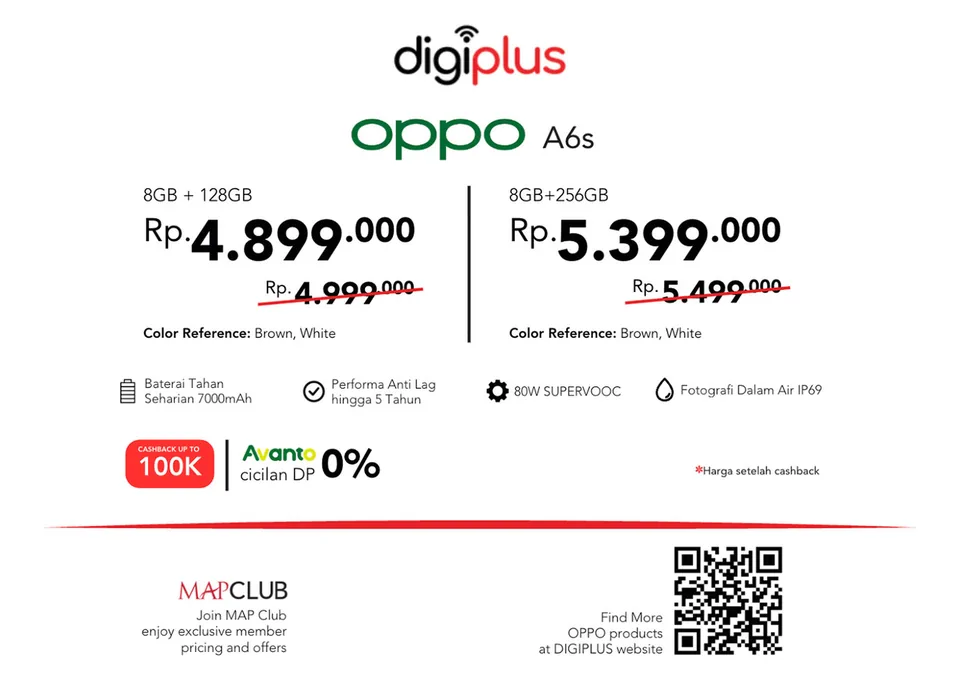 digiplus
oppo A6s
8GB + 128GB
Rp.4.899.000
Rp.4.999.000
Color Reference: Brown, White
8GB+256GB
Rp.5.399.000
Rp.5.499.000
Color Reference: Brown, White
Baterai Tahan
Seharian 7000mAh
Performa Anti Lag
hingga 5 Tahun
80W SUPERVOOC
Fotografi Dalam Air IP69
CASHBACK UP TO
100K
Avanto
cicilan DP 0%
*Harga setelah cashback
MAPCLUB
Join MAP Club
enjoy exclusive member
pricing and offers
Find More
OPPO products
at DIGIPLUS website